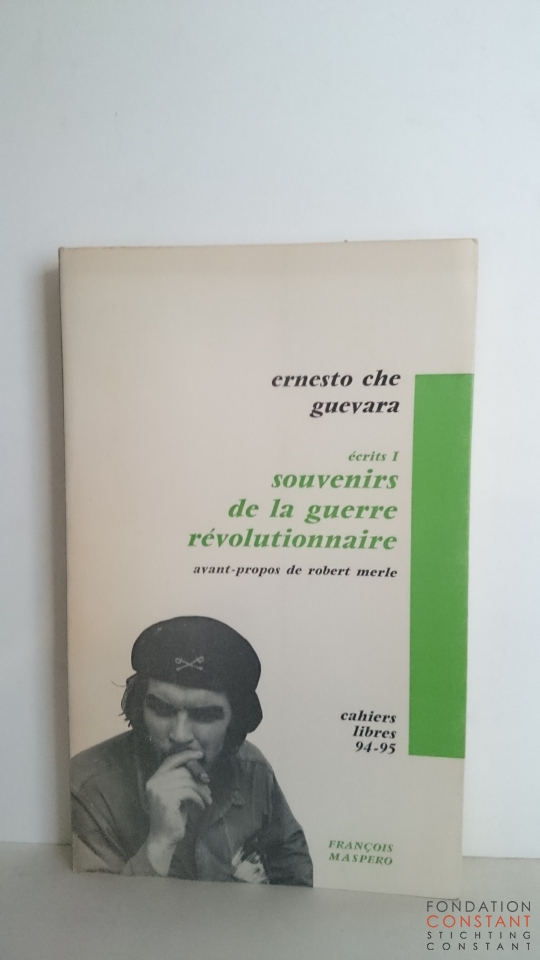 ernesto che
guevara
écrits I
souvenirs
de la guerre
révolutionnaire
avant-propos de robert merle
cahiers
libres
94-95
FRANÇOIS
MASPERO
FONDATION
CONSTANT
STICHTING
CONSTANT